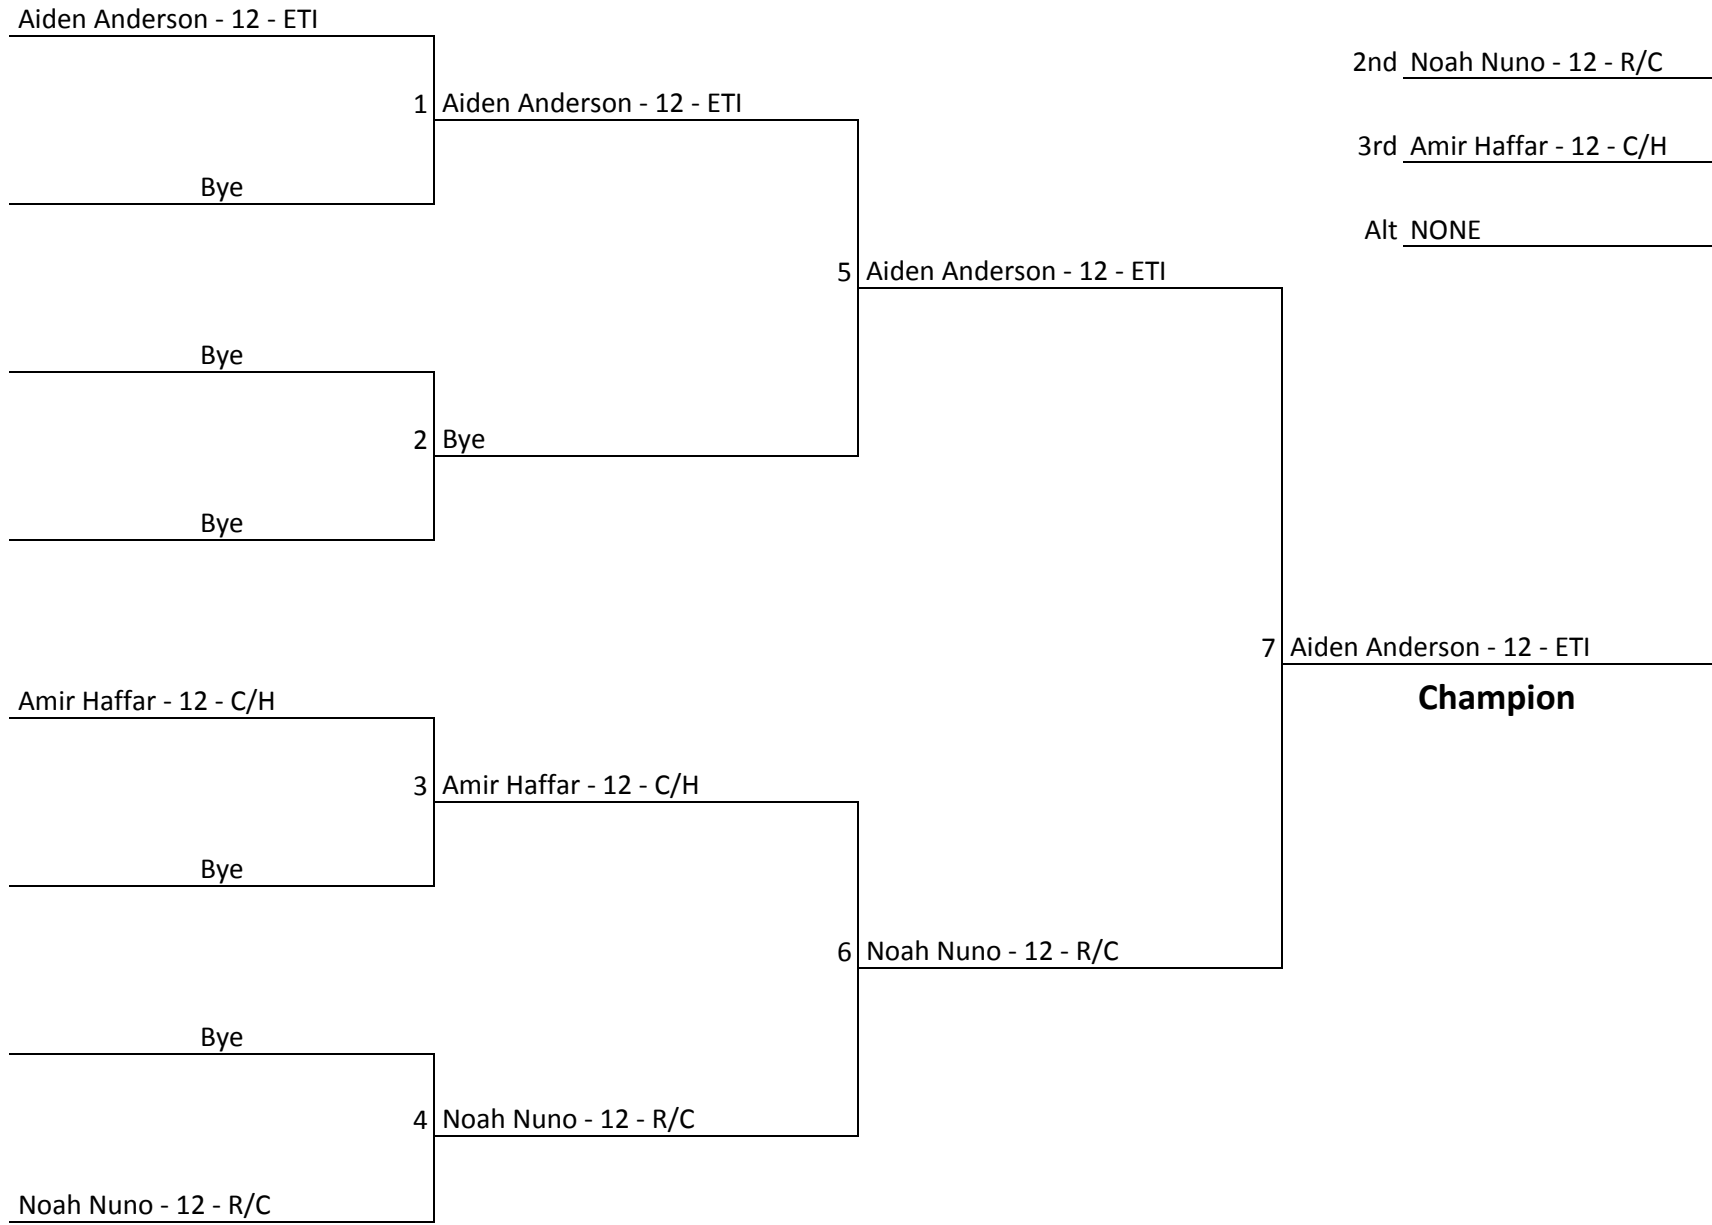 Aiden Anderson - 12 - ETI
2nd Noah Nuno - 12 - R/C
1 Aiden Anderson - 12 - ETI
3rd Amir Haffar - 12 - C/H
Bye
Alt NONE
5 Aiden Anderson - 12 - ETI
Bye
2 Bye
Bye
7 Aiden Anderson - 12 - ETI
Champion
Amir Haffar - 12 - C/H
3 Amir Haffar - 12 - C/H
Bye
6 Noah Nuno - 12 - R/C
Bye
4 Noah Nuno - 12 - R/C
Noah Nuno - 12 - R/C